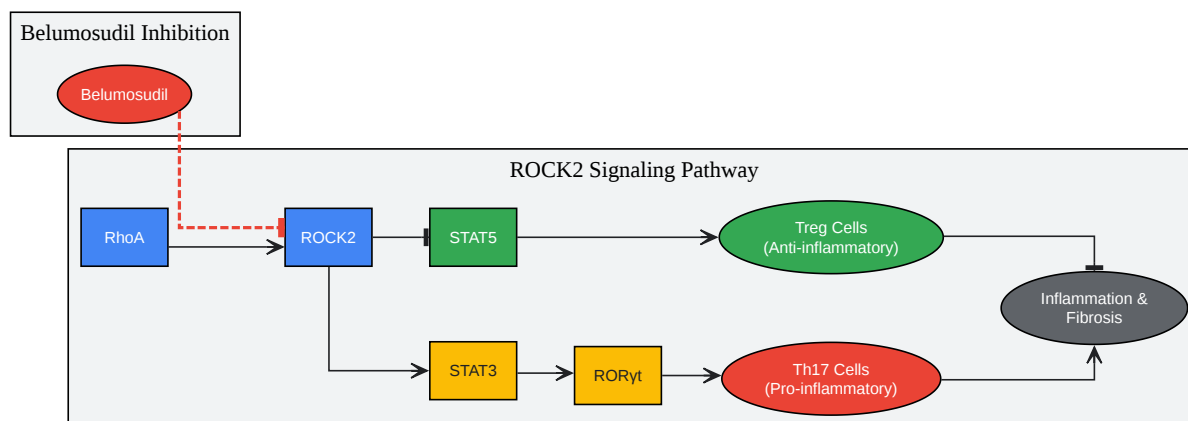 Belumosudil Inhibition
Belumosudil
ROCK2 Signaling Pathway
RhoA
ROCK2
STAT5
Treg Cells
(Anti-inflammatory)
Inflammation &
Fibrosis
STAT3
RORγt
Th17 Cells
(Pro-inflammatory)